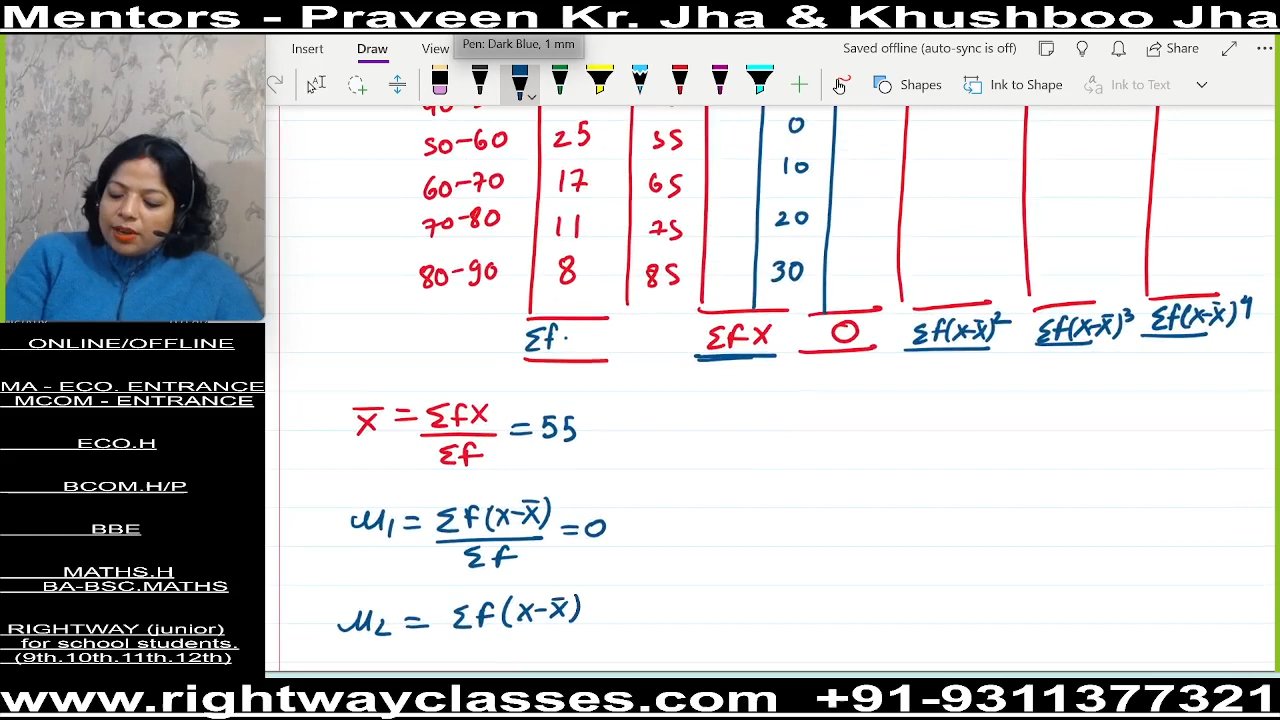 Mentors - Praveen Kr. Jha & Khushboo Jha
Insert Draw View Pen: Dark Blue, 1 mm Saved offline (auto-sync is off) Share
Shapes Ink to Shape Ink to Text
0
50-60 25 55
10
60-70 17 65
70-80 11 75 20
80-90 8 85 30
Σf. ΣfX 0 Σf(x-x̄)² Σf(x-x̄)³ Σf(x-x̄)⁴
X̄ = ΣfX / Σf = 55
μ₁ = Σf(x-x̄) / Σf = 0
μ₂ = Σf(x-x̄)
ONLINE/OFFLINE
MA - ECO. ENTRANCE
MCOM - ENTRANCE
ECO.H
BCOM.H/P
BBE
MATHS.H
BA-BSC.MATHS
RIGHTWAY (junior)
for school students.
(9th.10th.11th.12th)
www.rightwayclasses.com +91-9311377321